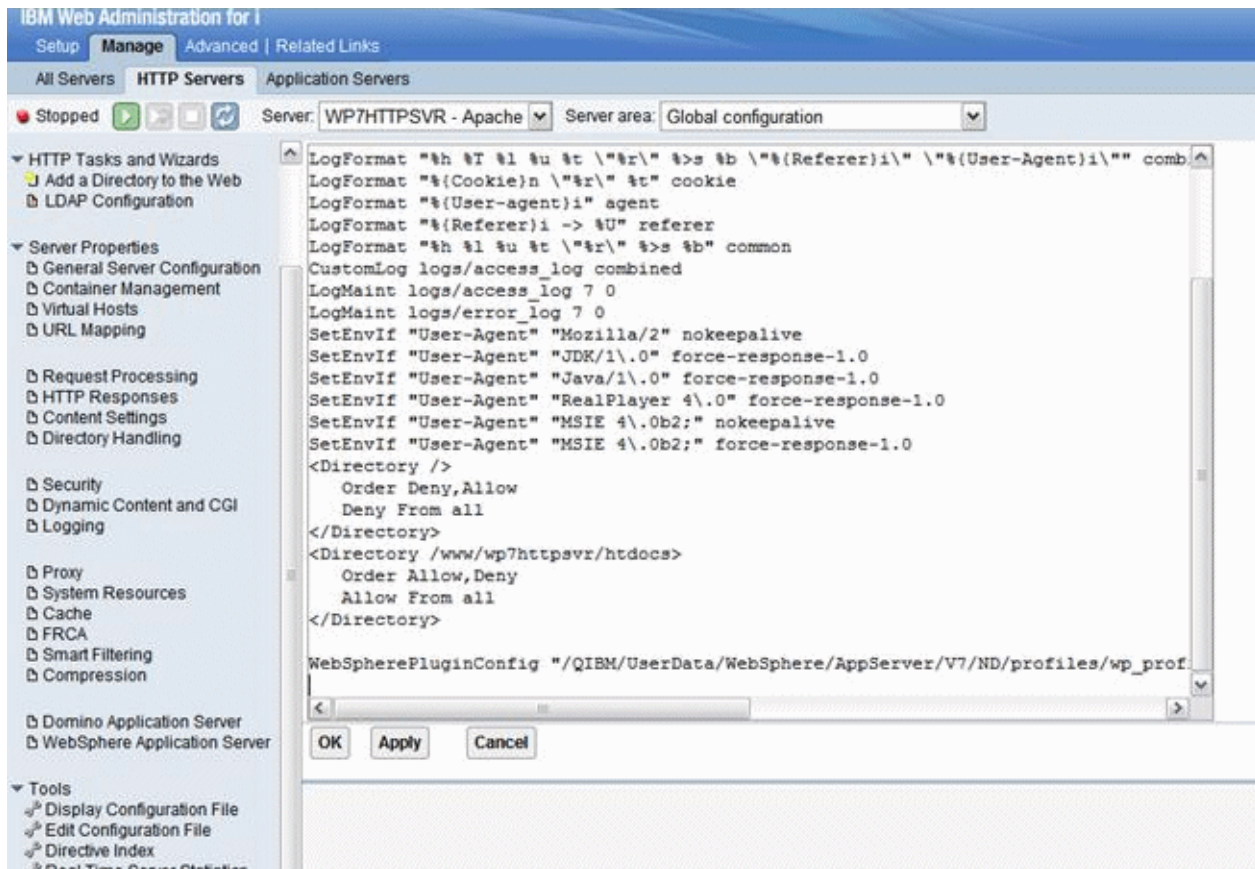 IBM Web Administration for i
Setup Manage Advanced | Related Links
All Servers HTTP Servers Application Servers
Stopped Server: WP7HTTPSVR - Apache Server area: Global configuration
HTTP Tasks and Wizards
Add a Directory to the Web
LDAP Configuration
Server Properties
General Server Configuration
Container Management
Virtual Hosts
URL Mapping
Request Processing
HTTP Responses
Content Settings
Directory Handling
Security
Dynamic Content and CGI
Logging
Proxy
System Resources
Cache
FRCA
Smart Filtering
Compression
Domino Application Server
WebSphere Application Server
Tools
Display Configuration File
Edit Configuration File
Directive Index
Real Time Server Statistics
LogFormat "%h %T %l %u %t \"%r\" %>s %b \"%{Referer}i\" \"%{User-Agent}i\"" comb
LogFormat "%{Cookie}n \"%r\" %t" cookie
LogFormat "%{User-agent}i" agent
LogFormat "%{Referer}i -> %U" referer
LogFormat "%h %l %u %t \"%r\" %>s %b" common
CustomLog logs/access_log combined
LogMaint logs/access_log 7 0
LogMaint logs/error_log 7 0
SetEnvIf "User-Agent" "Mozilla/2" nokeepalive
SetEnvIf "User-Agent" "JDK/1\.0" force-response-1.0
SetEnvIf "User-Agent" "Java/1\.0" force-response-1.0
SetEnvIf "User-Agent" "RealPlayer 4\.0" force-response-1.0
SetEnvIf "User-Agent" "MSIE 4\.0b2;" nokeepalive
SetEnvIf "User-Agent" "MSIE 4\.0b2;" force-response-1.0
<Directory />
Order Deny,Allow
Deny From all
</Directory>
<Directory /www/wp7httpsvr/htdocs>
Order Allow,Deny
Allow From all
</Directory>
WebSpherePluginConfig "/QIBM/UserData/WebSphere/AppServer/V7/ND/profiles/wp_prof
OK Apply Cancel